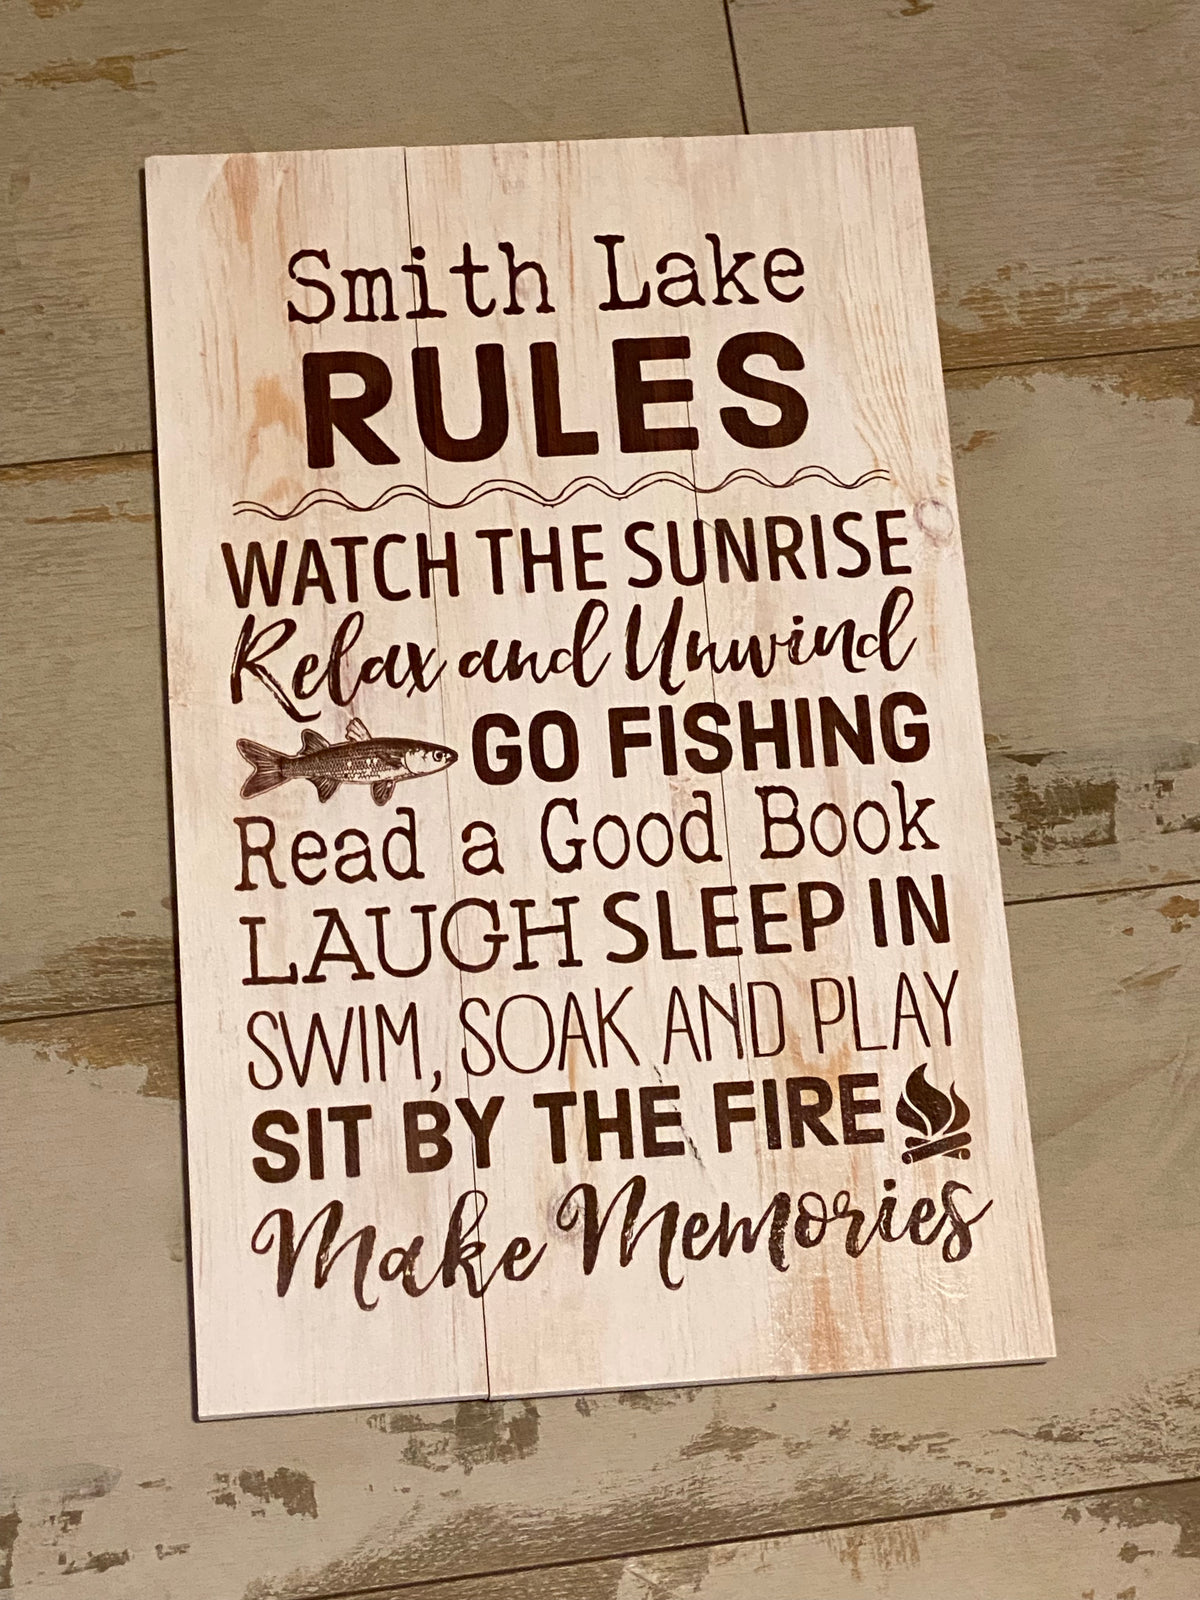 Smith Lake
RULES
WATCH THE SUNRISE
Relax and Unwind
GO FISHING
Read a Good Book
LAUGH SLEEP IN
SWIM, SOAK AND PLAY
SIT BY THE FIRE
Make Memories